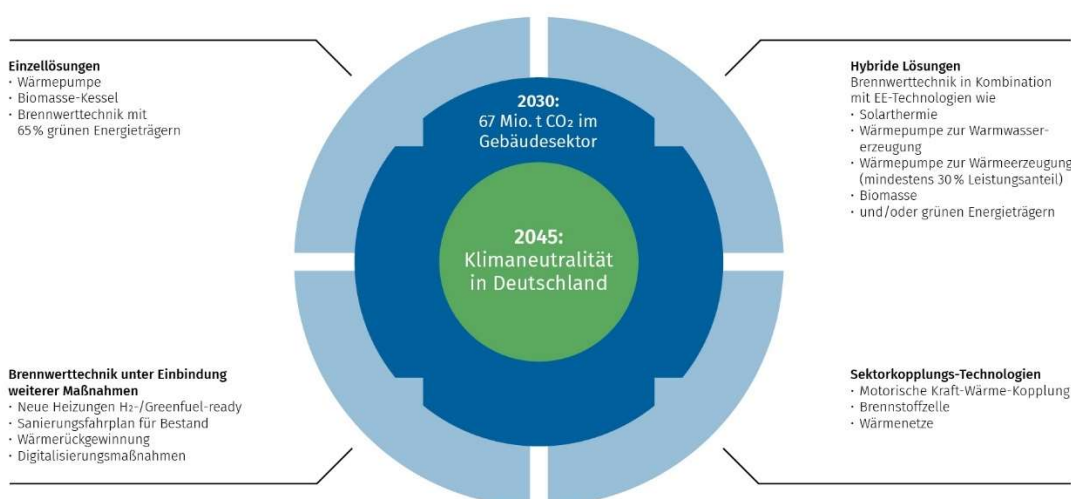 Einzellösungen
· Wärmepumpe
· Biomasse-Kessel
· Brennwerttechnik mit
65 % grünen Energieträgern
2030:
67 Mio. t CO₂ im
Gebäudesektor
2045:
Klimaneutralität
in Deutschland
Hybride Lösungen
Brennwerttechnik in Kombination
mit EE-Technologien wie
· Solarthermie
· Wärmepumpe zur Warmwasser-
erzeugung
· Wärmepumpe zur Wärmeerzeugung
(mindestens 30 % Leistungsanteil)
· Biomasse
· und/oder grünen Energieträgern
Brennwerttechnik unter Einbindung
weiterer Maßnahmen
· Neue Heizungen H₂-/Greenfuel-ready
· Sanierungsfahrplan für Bestand
· Wärmerückgewinnung
· Digitalisierungsmaßnahmen
Sektorkopplungs-Technologien
· Motorische Kraft-Wärme-Kopplung
· Brennstoffzelle
· Wärmenetze